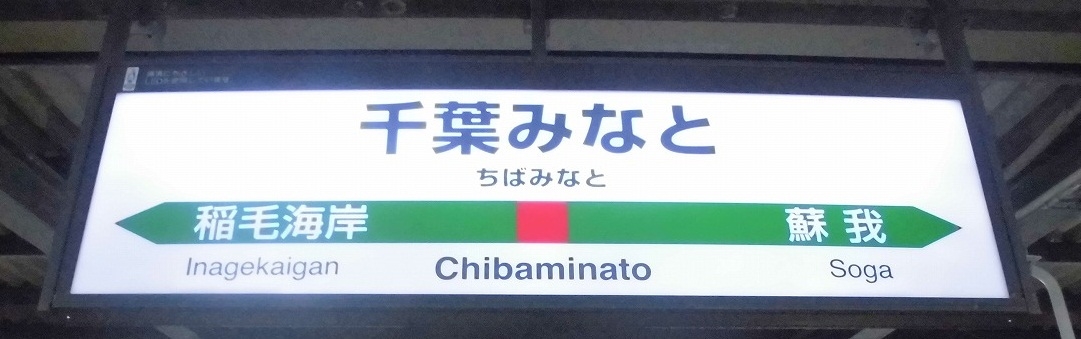 千葉みなと
ちばみなと
稲毛海岸 蘇我
Inagekaigan Chibaminato Soga